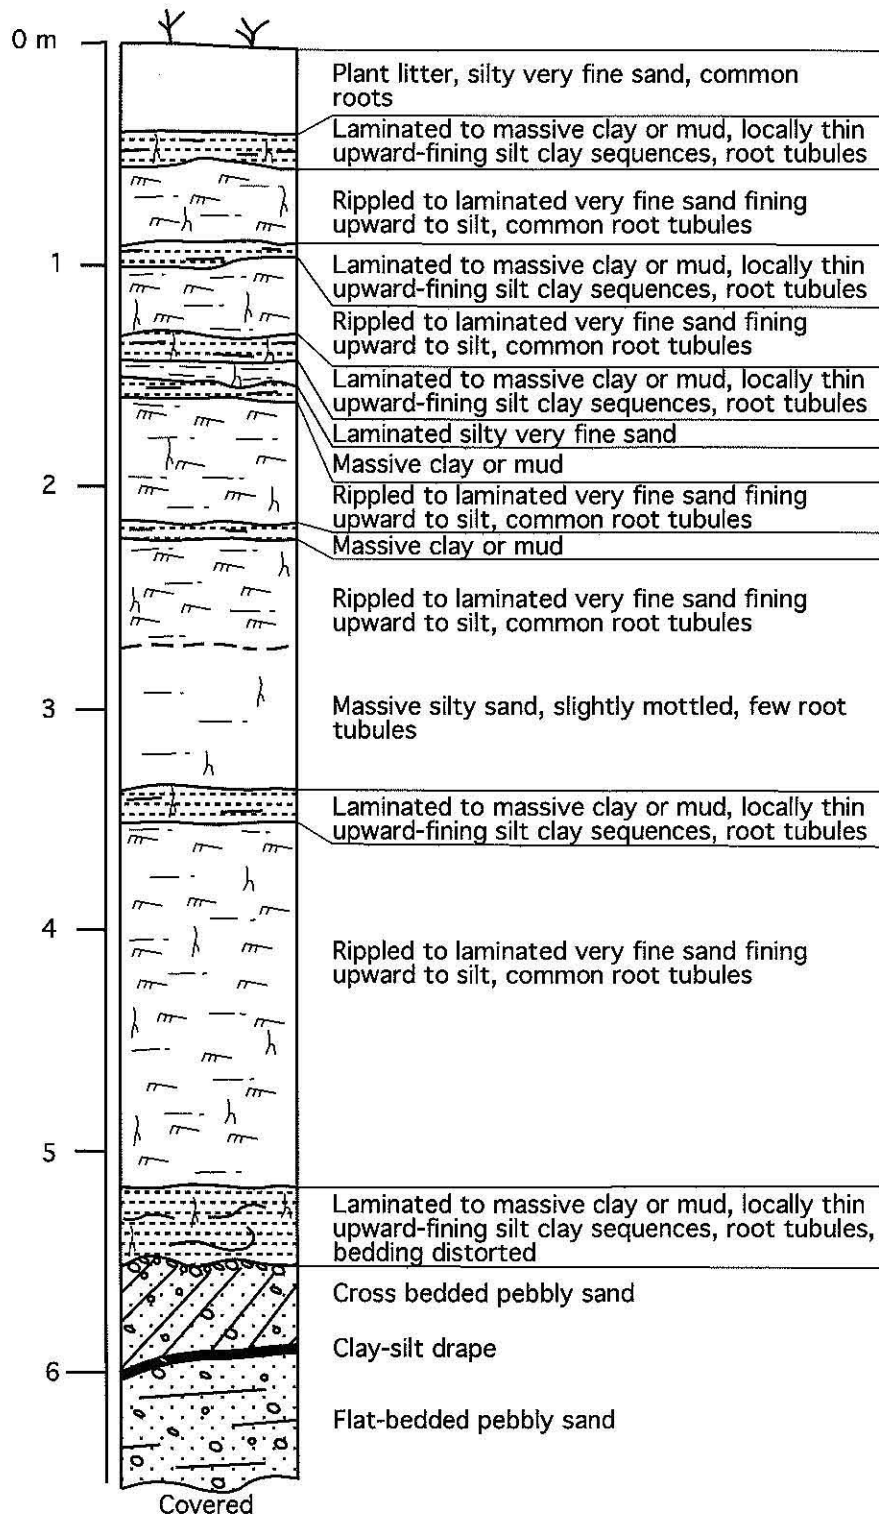 0 m
Plant litter, silty very fine sand, common
roots
Laminated to massive clay or mud, locally thin
upward-fining silt clay sequences, root tubules
Rippled to laminated very fine sand fining
upward to silt, common root tubules
1
Laminated to massive clay or mud, locally thin
upward-fining silt clay sequences, root tubules
Rippled to laminated very fine sand fining
upward to silt, common root tubules
Laminated to massive clay or mud, locally thin
upward-fining silt clay sequences, root tubules
Laminated silty very fine sand
Massive clay or mud
2
Rippled to laminated very fine sand fining
upward to silt, common root tubules
Massive clay or mud
Rippled to laminated very fine sand fining
upward to silt, common root tubules
3
Massive silty sand, slightly mottled, few root
tubules
Laminated to massive clay or mud, locally thin
upward-fining silt clay sequences, root tubules
4
Rippled to laminated very fine sand fining
upward to silt, common root tubules
5
Laminated to massive clay or mud, locally thin
upward-fining silt clay sequences, root tubules,
bedding distorted
Cross bedded pebbly sand
Clay-silt drape
6
Flat-bedded pebbly sand
Covered